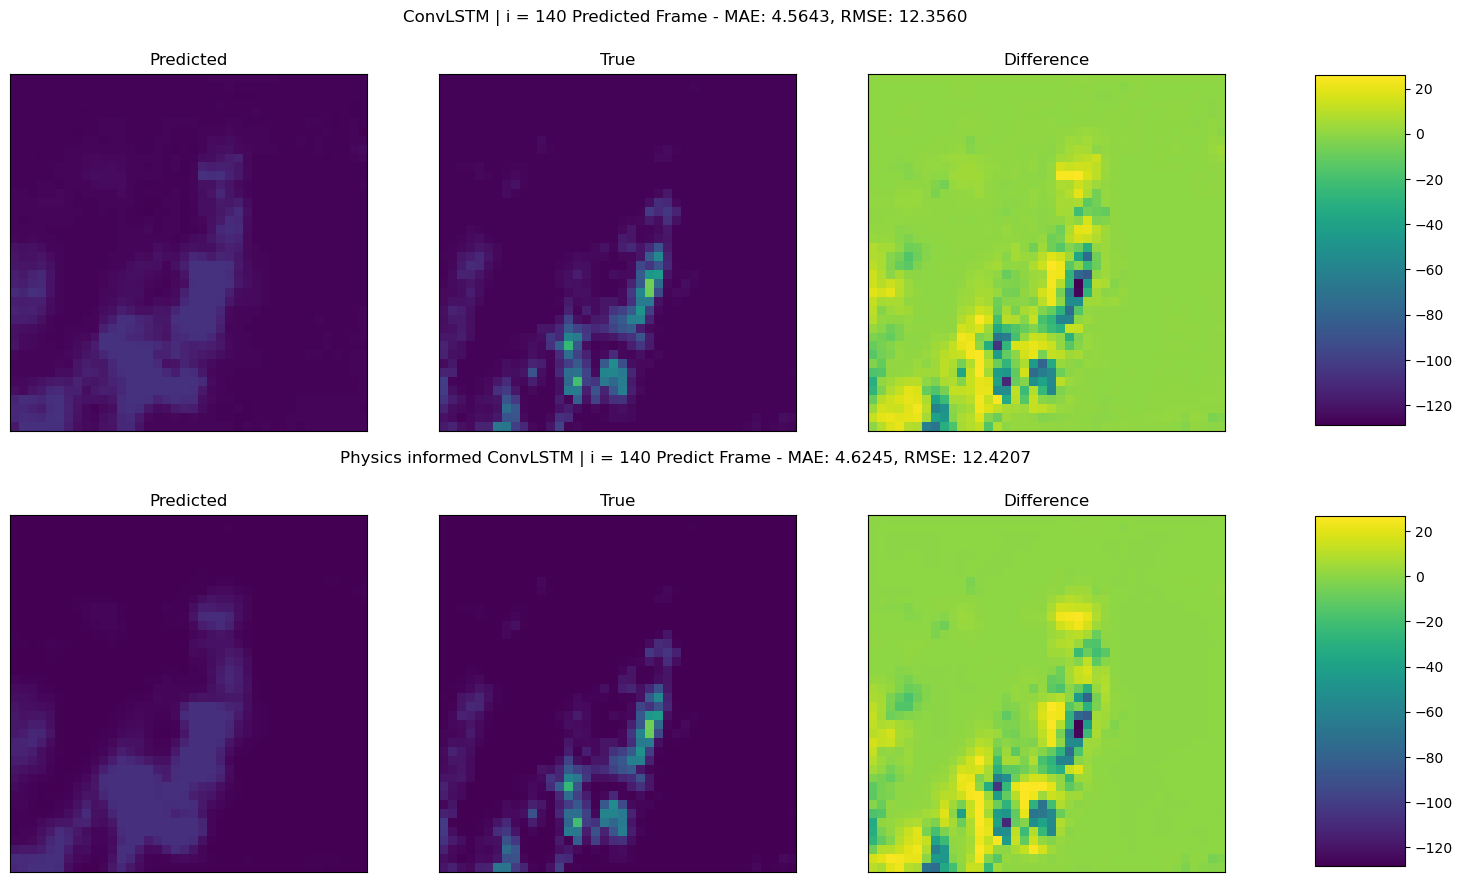 ConvLSTM | i = 140 Predicted Frame - MAE: 4.5643, RMSE: 12.3560
Predicted
True
Difference
20
0
−20
−40
−60
−80
−100
−120
Physics informed ConvLSTM | i = 140 Predict Frame - MAE: 4.6245, RMSE: 12.4207
Predicted
True
Difference
20
0
−20
−40
−60
−80
−100
−120